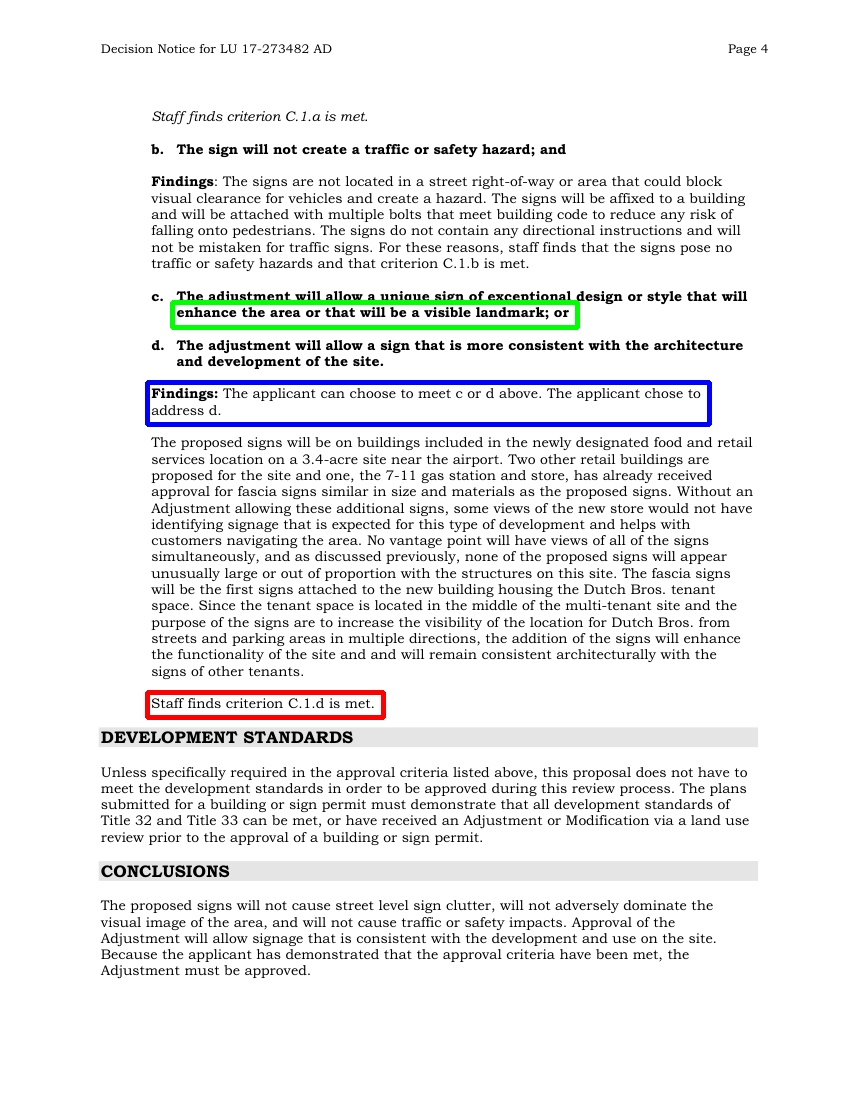 Decision Notice for LU 17-273482 AD Page 4
Staff finds criterion C.1.a is met.
b. The sign will not create a traffic or safety hazard; and
Findings: The signs are not located in a street right-of-way or area that could block
visual clearance for vehicles and create a hazard. The signs will be affixed to a building
and will be attached with multiple bolts that meet building code to reduce any risk of
falling onto pedestrians. The signs do not contain any directional instructions and will
not be mistaken for traffic signs. For these reasons, staff finds that the signs pose no
traffic or safety hazards and that criterion C.1.b is met.
c. The adjustment will allow a unique sign of exceptional design or style that will
enhance the area or that will be a visible landmark; or
d. The adjustment will allow a sign that is more consistent with the architecture
and development of the site.
Findings: The applicant can choose to meet c or d above. The applicant chose to
address d.
The proposed signs will be on buildings included in the newly designated food and retail
services location on a 3.4-acre site near the airport. Two other retail buildings are
proposed for the site and one, the 7-11 gas station and store, has already received
approval for fascia signs similar in size and materials as the proposed signs. Without an
Adjustment allowing these additional signs, some views of the new store would not have
identifying signage that is expected for this type of development and helps with
customers navigating the area. No vantage point will have views of all of the signs
simultaneously, and as discussed previously, none of the proposed signs will appear
unusually large or out of proportion with the structures on this site. The fascia signs
will be the first signs attached to the new building housing the Dutch Bros. tenant
space. Since the tenant space is located in the middle of the multi-tenant site and the
purpose of the signs are to increase the visibility of the location for Dutch Bros. from
streets and parking areas in multiple directions, the addition of the signs will enhance
the functionality of the site and and will remain consistent architecturally with the
signs of other tenants.
Staff finds criterion C.1.d is met.
DEVELOPMENT STANDARDS
Unless specifically required in the approval criteria listed above, this proposal does not have to
meet the development standards in order to be approved during this review process. The plans
submitted for a building or sign permit must demonstrate that all development standards of
Title 32 and Title 33 can be met, or have received an Adjustment or Modification via a land use
review prior to the approval of a building or sign permit.
CONCLUSIONS
The proposed signs will not cause street level sign clutter, will not adversely dominate the
visual image of the area, and will not cause traffic or safety impacts. Approval of the
Adjustment will allow signage that is consistent with the development and use on the site.
Because the applicant has demonstrated that the approval criteria have been met, the
Adjustment must be approved.